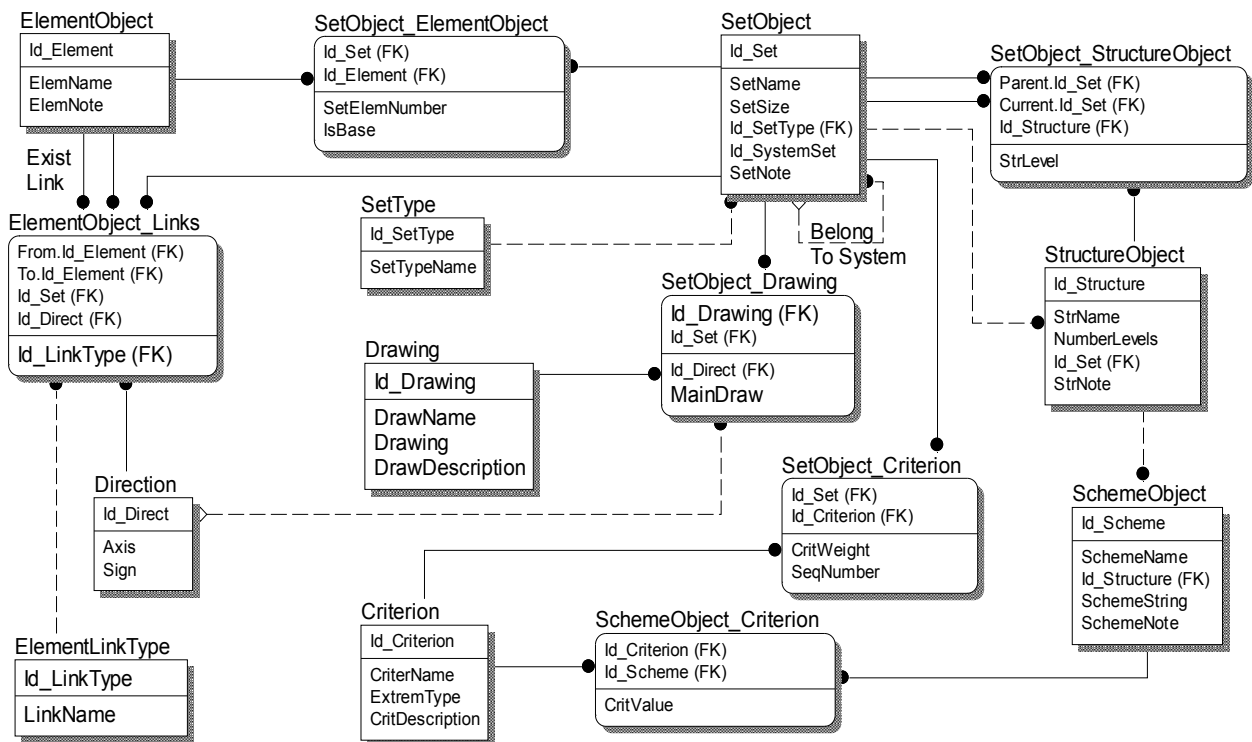 ElementObject
Id_Element
ElemName
ElemNote
SetObject_ElementObject
Id_Set (FK)
Id_Element (FK)
SetElemNumber
IsBase
SetObject
Id_Set
SetName
SetSize
Id_SetType (FK)
Id_SystemSet
SetNote
SetObject_StructureObject
Parent.Id_Set (FK)
Current.Id_Set (FK)
Id_Structure (FK)
StrLevel
Exist
Link
ElementObject_Links
From.Id_Element (FK)
To.Id_Element (FK)
Id_Set (FK)
Id_Direct (FK)
Id_LinkType (FK)
SetType
Id_SetType
SetTypeName
Belong
To System
StructureObject
Id_Structure
StrName
NumberLevels
Id_Set (FK)
StrNote
SetObject_Drawing
Id_Drawing (FK)
Id_Set (FK)
Id_Direct (FK)
MainDraw
Drawing
Id_Drawing
DrawName
Drawing
DrawDescription
Direction
Id_Direct
Axis
Sign
SetObject_Criterion
Id_Set (FK)
Id_Criterion (FK)
CritWeight
SeqNumber
SchemeObject
Id_Scheme
SchemeName
Id_Structure (FK)
SchemeString
SchemeNote
Criterion
Id_Criterion
CriterName
ExtremType
CritDescription
SchemeObject_Criterion
Id_Criterion (FK)
Id_Scheme (FK)
CritValue
ElementLinkType
Id_LinkType
LinkName